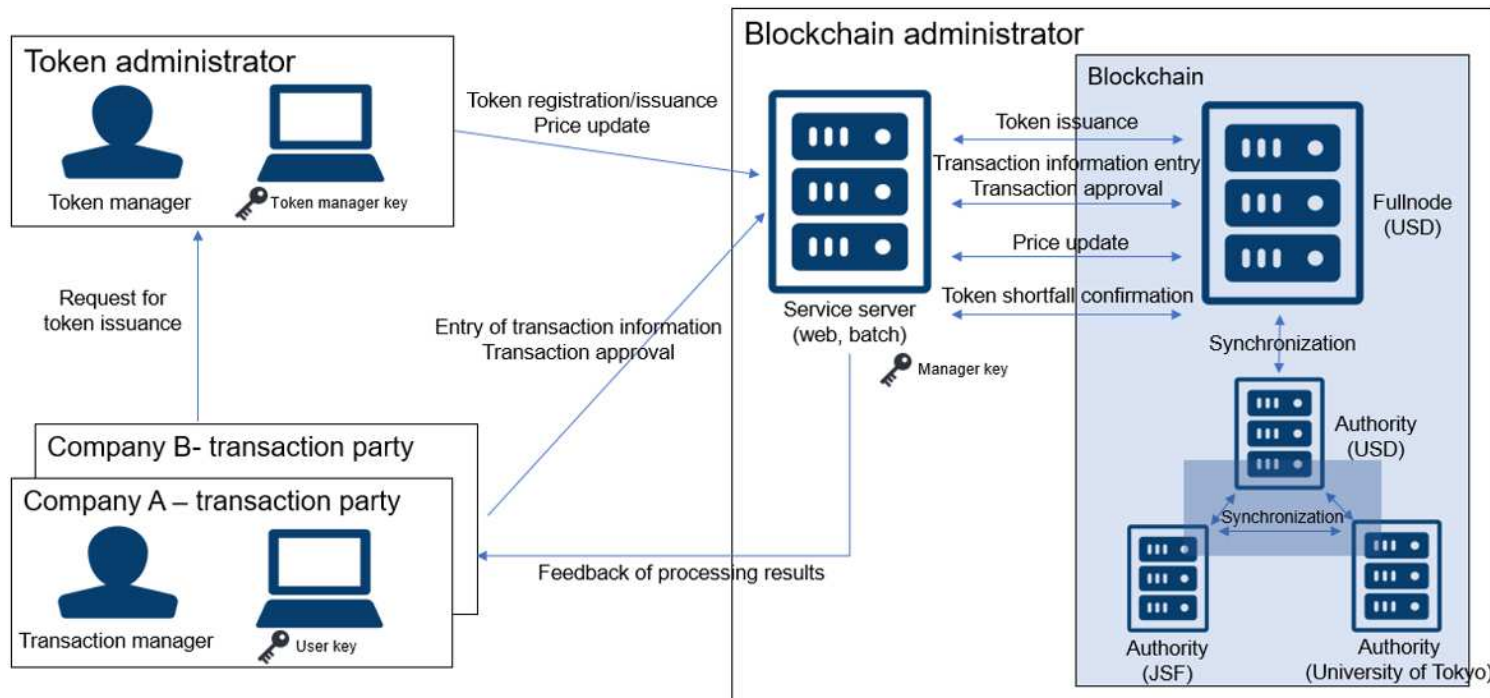 Token administrator
Token manager
Token manager key
Token registration/issuance
Price update
Request for
token issuance
Entry of transaction information
Transaction approval
Company B- transaction party
Company A – transaction party
Transaction manager
User key
Feedback of processing results
Blockchain administrator
Service server
(web, batch)
Manager key
Token issuance
Transaction information entry
Transaction approval
Price update
Token shortfall confirmation
Blockchain
Fullnode
(USD)
Synchronization
Authority
(USD)
Synchronization
Authority
(JSF)
Authority
(University of Tokyo)